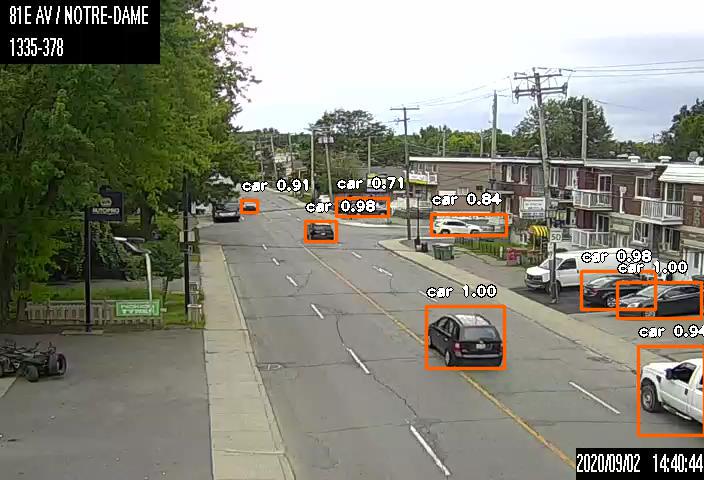 81E AV / NOTRE-DAME
1335-378
car 0.91
car 0.71
car 0.98
car 0.84
car 0.98
car 1.00
car 1.00
car 0.94
AUTOPRO
50
2020/09/02 14:40:44